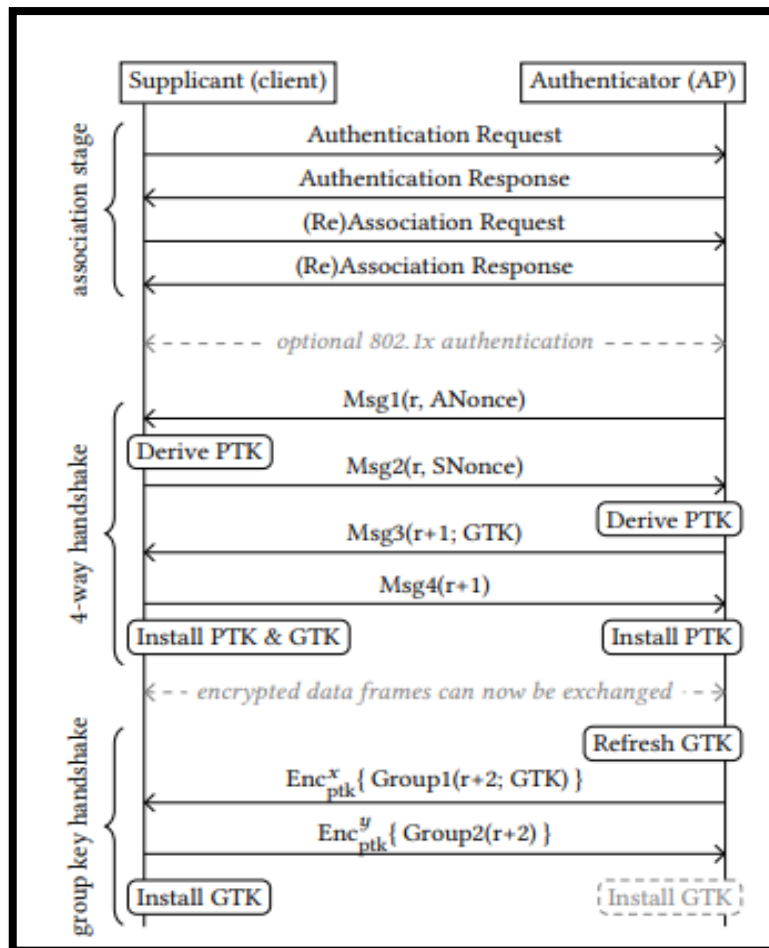 Supplicant (client)
Authenticator (AP)
association stage
Authentication Request
Authentication Response
(Re)Association Request
(Re)Association Response
optional 802.1x authentication
4-way handshake
Msg1(r, ANonce)
Derive PTK
Msg2(r, SNonce)
Derive PTK
Msg3(r+1; GTK)
Msg4(r+1)
Install PTK & GTK
Install PTK
encrypted data frames can now be exchanged
group key handshake
Refresh GTK
Enc^x_ptk{ Group1(r+2; GTK) }
Enc^y_ptk{ Group2(r+2) }
Install GTK
Install GTK